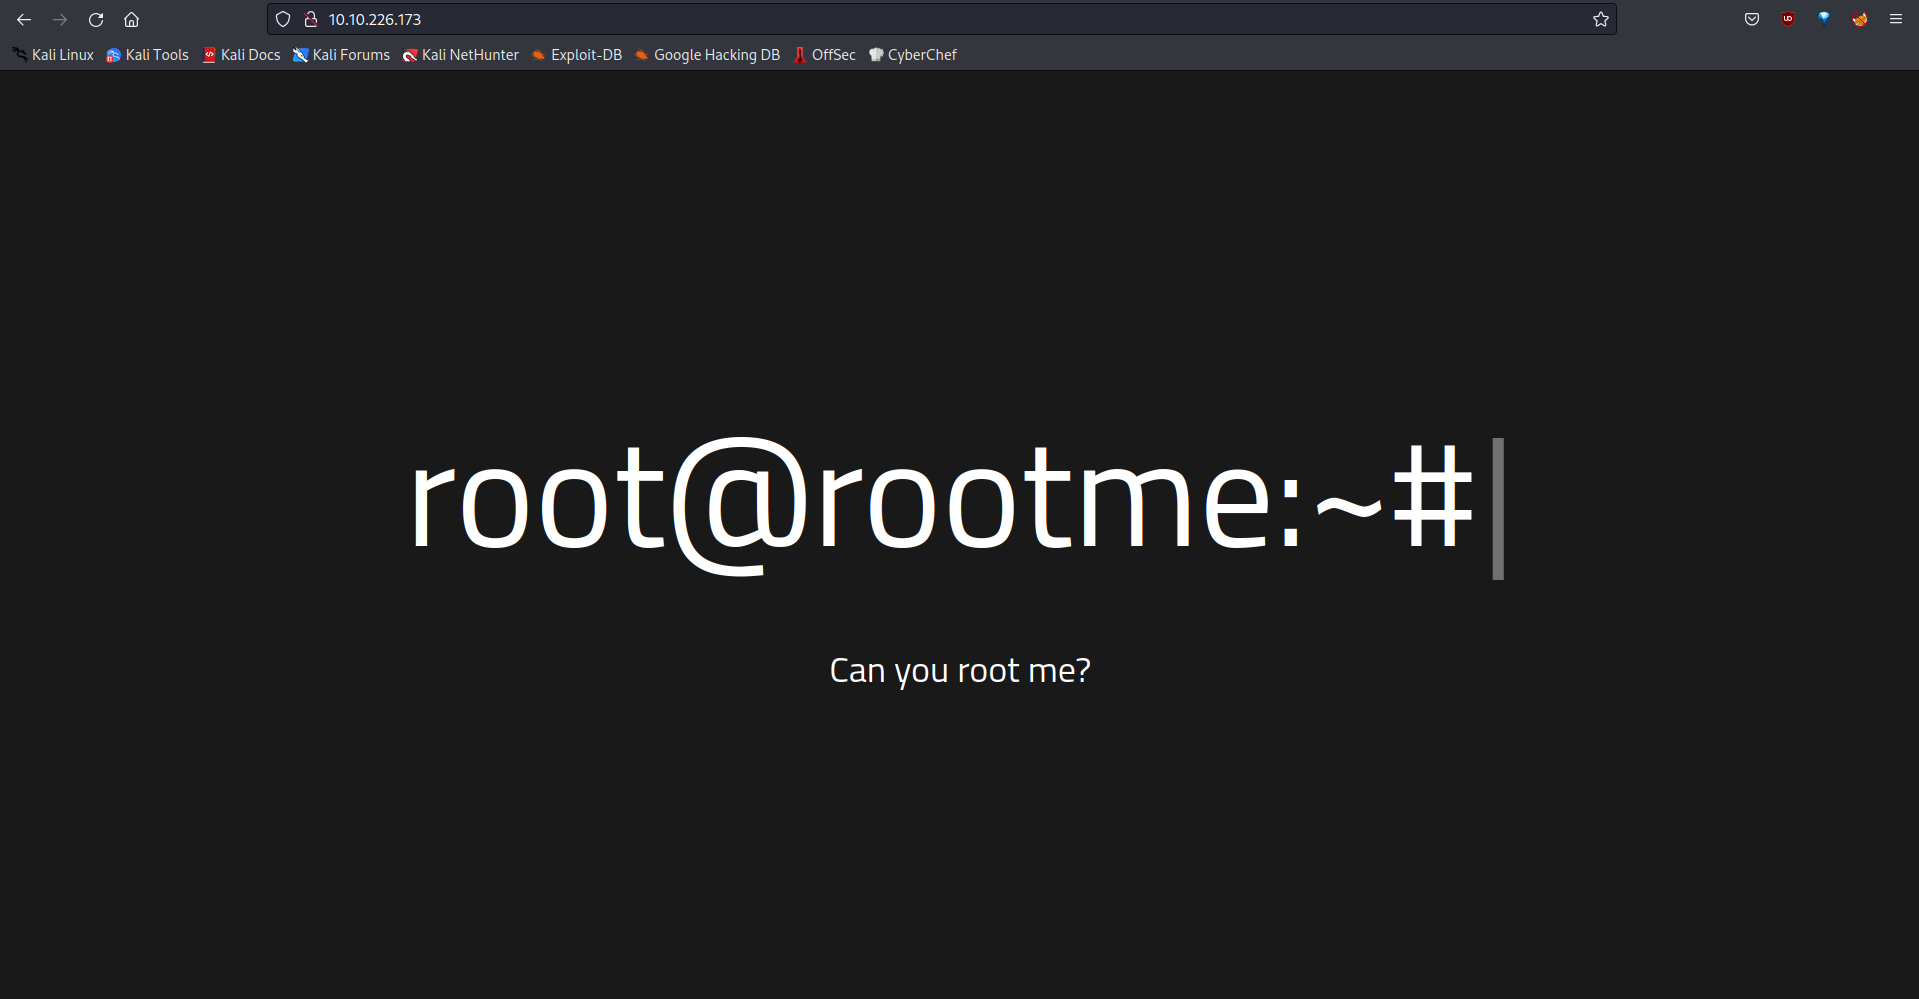 10.10.226.173
Kali Linux Kali Tools Kali Docs Kali Forums Kali NetHunter Exploit-DB Google Hacking DB OffSec CyberChef
root@rootme:~#
Can you root me?